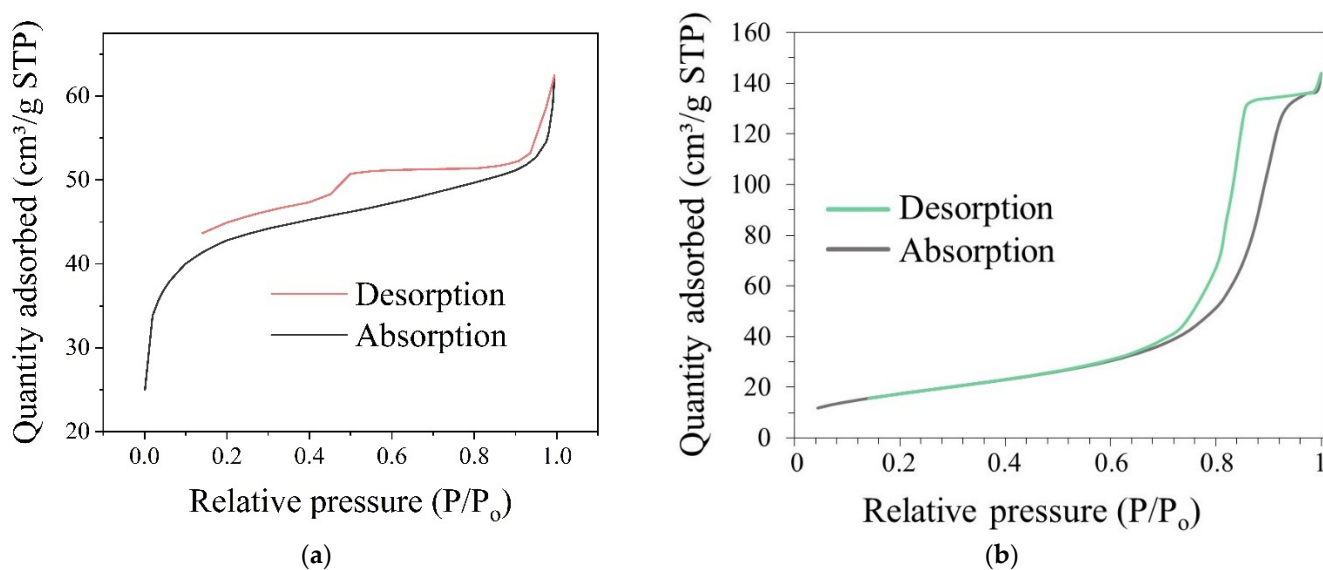 Quantity adsorbed (cm³/g STP)
60
50
40
30
20
Desorption
Absorption
0.0
0.2
0.4
0.6
0.8
1.0
Relative pressure (P/Pₒ)
(a)
Quantity adsorbed (cm³/g STP)
160
140
120
100
80
60
40
20
0
Desorption
Absorption
0
0.2
0.4
0.6
0.8
1
Relative pressure (P/Pₒ)
(b)